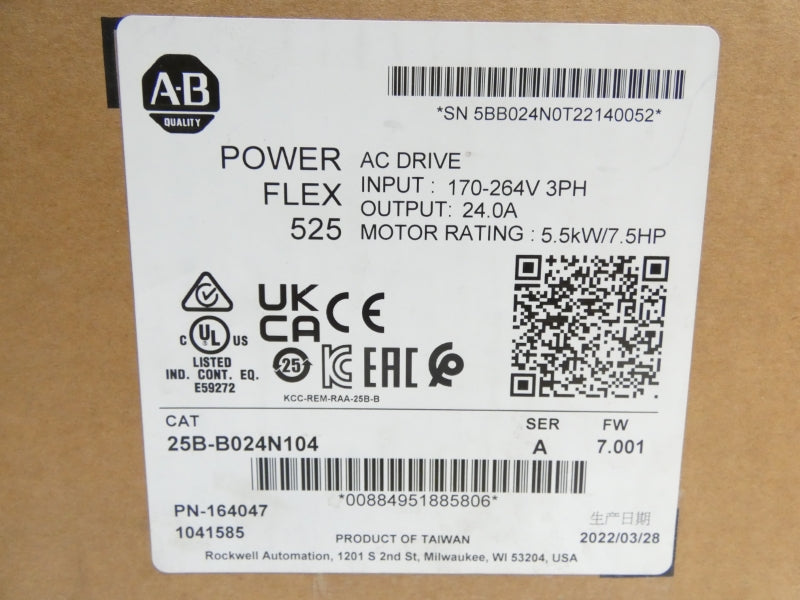 A-B
QUALITY
*SN 5BB024N0T22140052*
POWER FLEX 525
AC DRIVE
INPUT : 170-264V 3PH
OUTPUT: 24.0A
MOTOR RATING : 5.5kW/7.5HP
UK
CA
CE
C UL US
LISTED
IND. CONT. EQ.
E59272
25
KC
EAC
KCC-REM-RAA-25B-B
CAT SER FW
25B-B024N104 A 7.001
*00884951885806*
PN-164047
1041585
生产日期
2022/03/28
PRODUCT OF TAIWAN
Rockwell Automation, 1201 S 2nd St, Milwaukee, WI 53204, USA